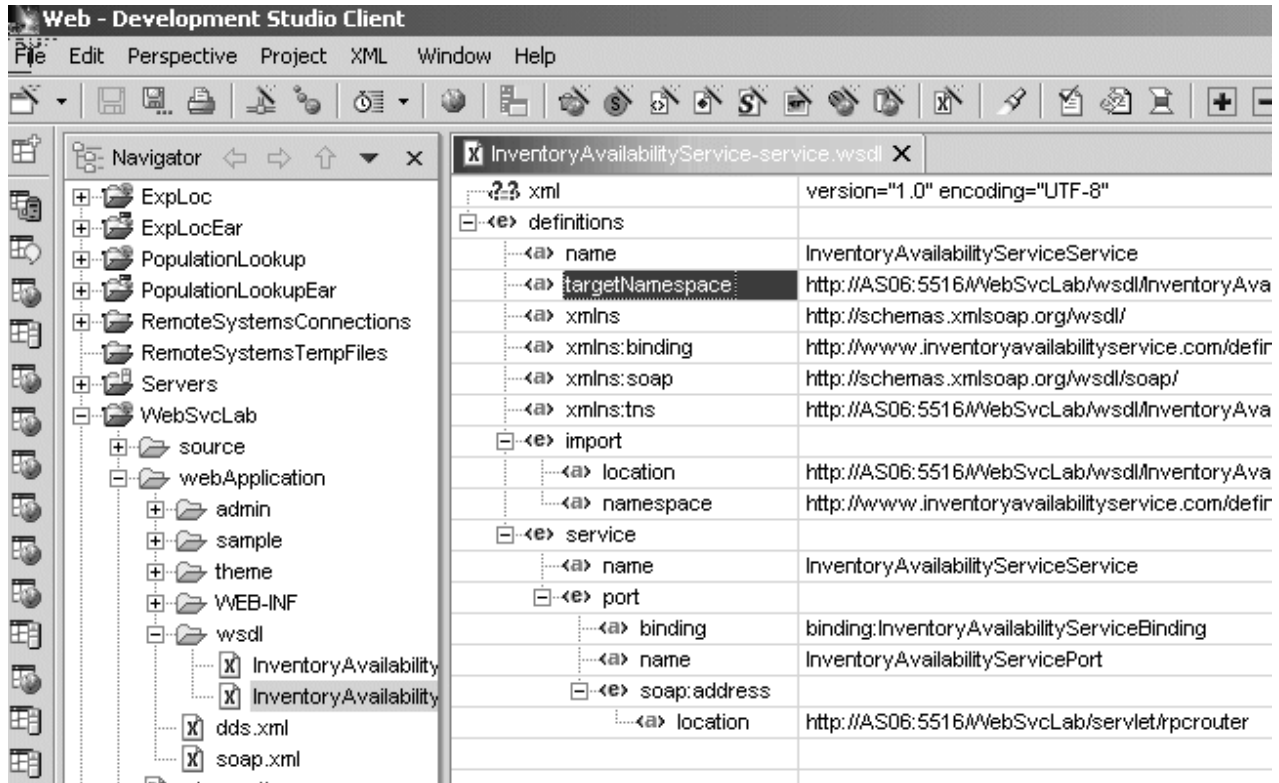 Web - Development Studio Client
File Edit Perspective Project XML Window Help
Navigator
ExpLoc
ExpLocEar
PopulationLookup
PopulationLookupEar
RemoteSystemsConnections
RemoteSystemsTempFiles
Servers
WebSvcLab
source
webApplication
admin
sample
theme
WEB-INF
wsdl
InventoryAvailability
InventoryAvailability
dds.xml
soap.xml
InventoryAvailabilityService-service.wsdl
?-? xml version="1.0" encoding="UTF-8"
<e> definitions
<a> name InventoryAvailabilityServiceService
<a> targetNamespace http://AS06:5516/WebSvcLab/wsdl/InventoryAva
<a> xmlns http://schemas.xmlsoap.org/wsdl/
<a> xmlns:binding http://www.inventoryavailabilityservice.com/defin
<a> xmlns:soap http://schemas.xmlsoap.org/wsdl/soap/
<a> xmlns:tns http://AS06:5516/WebSvcLab/wsdl/InventoryAva
<e> import
<a> location http://AS06:5516/WebSvcLab/wsdl/InventoryAva
<a> namespace http://www.inventoryavailabilityservice.com/defin
<e> service
<a> name InventoryAvailabilityServiceService
<e> port
<a> binding binding:InventoryAvailabilityServiceBinding
<a> name InventoryAvailabilityServicePort
<e> soap:address
<a> location http://AS06:5516/WebSvcLab/servlet/rpcrouter